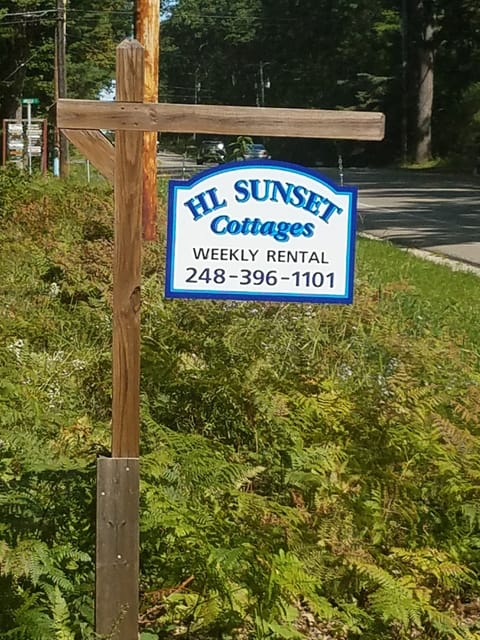 HL SUNSET
Cottages
WEEKLY RENTAL
248-396-1101